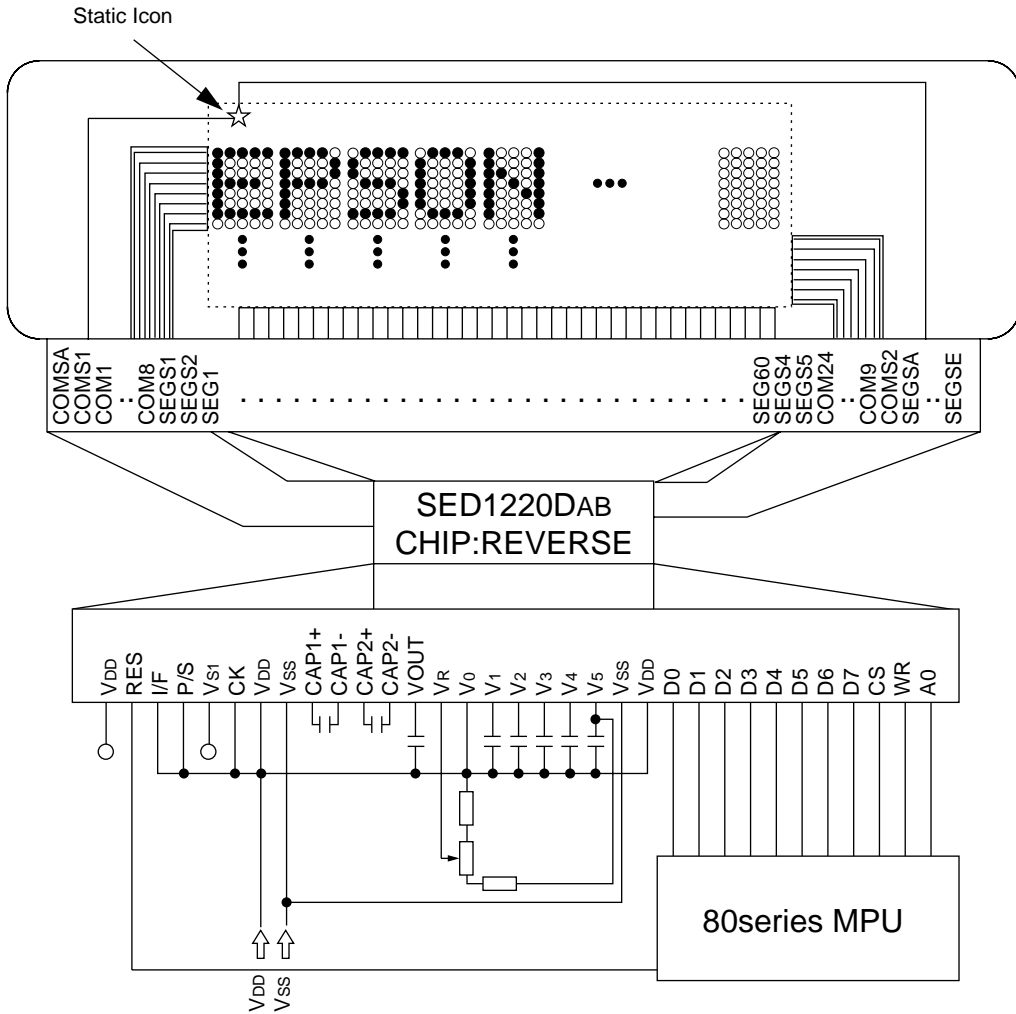 Static Icon
EPSON
COMSA
COMS1
COM1
COM8
SEGS1
SEGS2
SEG1
SEG60
SEGS4
SEGS5
COM24
COM9
COMS2
SEGSA
SEGSE
SED1220DAB
CHIP:REVERSE
VDD
RES
I/F
P/S
VS1
CK
VDD
VSS
CAP1+
CAP1-
CAP2+
CAP2-
VOUT
VR
V0
V1
V2
V3
V4
V5
VSS
VDD
D0
D1
D2
D3
D4
D5
D6
D7
CS
WR
A0
80series MPU
VDD
VSS